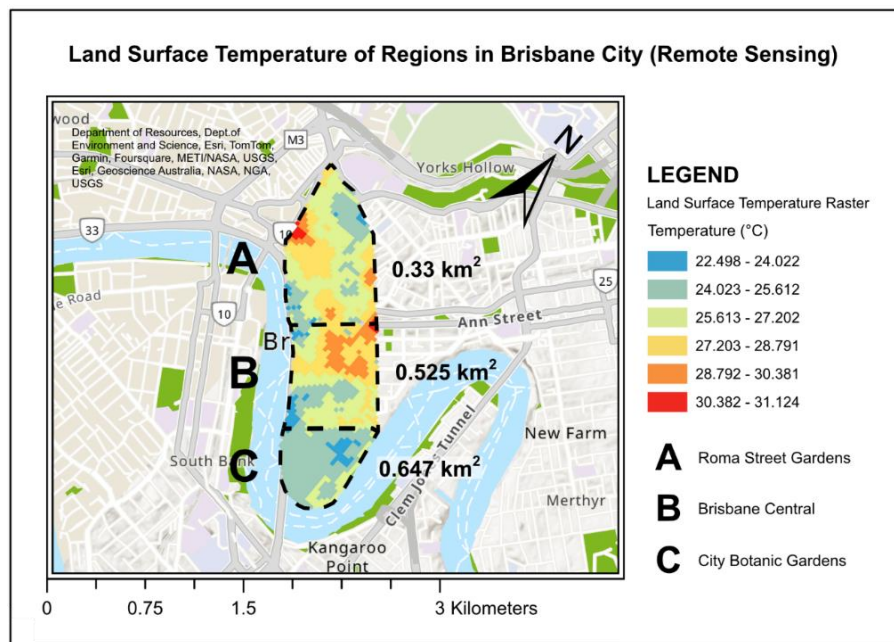 Land Surface Temperature of Regions in Brisbane City (Remote Sensing)
wood
Department of Resources, Dept.of
Environment and Science, Esri, TomTom,
Garmin, Foursquare, METI/NASA, USGS,
Esri, Geoscience Australia, NASA, NGA,
USGS
M3
Yorks Hollow
N
33
10
A
0.33 km²
e Road
10
25
Ann Street
Br
B
0.525 km²
Clem Jones Tunnel
New Farm
South Bank
C
0.647 km²
Merthyr
Kangaroo
Point
0
0.75
1.5
3 Kilometers
LEGEND
Land Surface Temperature Raster
Temperature (°C)
22.498 - 24.022
24.023 - 25.612
25.613 - 27.202
27.203 - 28.791
28.792 - 30.381
30.382 - 31.124
A Roma Street Gardens
B Brisbane Central
C City Botanic Gardens